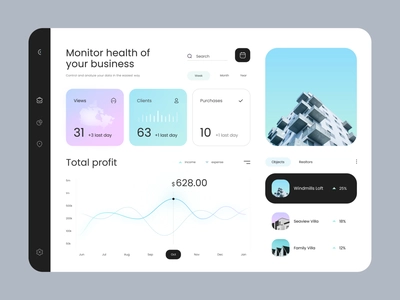 Monitor health of
your business
Control and analyze your data in the easiest way
Search
Week
Month
Year
Views
31 +3 last day
Clients
63 +1 last day
Purchases
10 +1 last day
Total profit
income
expense
$628.00
Jun
Jul
Aug
Sep
Oct
Nov
Dec
Jan
Objects
Realtors
Windmills Loft
25%
Seaview Villa
18%
Family Villa
12%